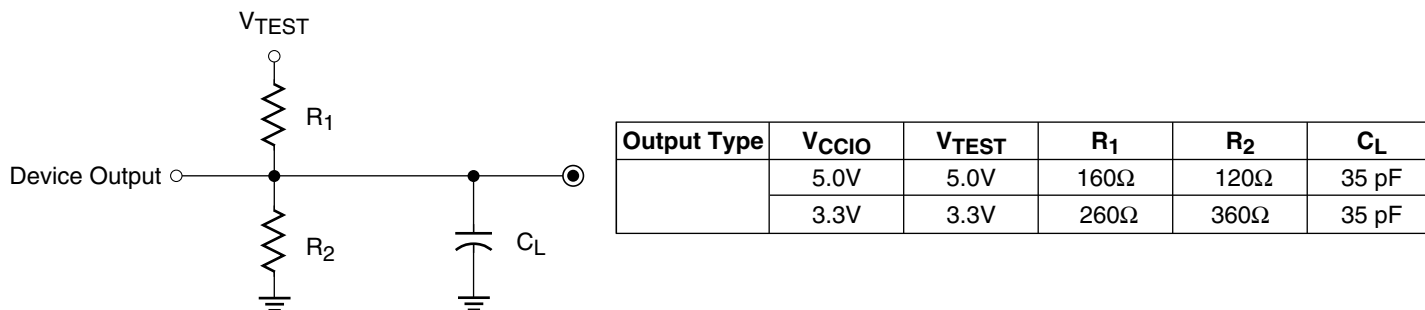 VTEST
R1
Device Output
R2
CL
Output Type VCCIO VTEST R1 R2 CL
5.0V 5.0V 160Ω 120Ω 35 pF
3.3V 3.3V 260Ω 360Ω 35 pF